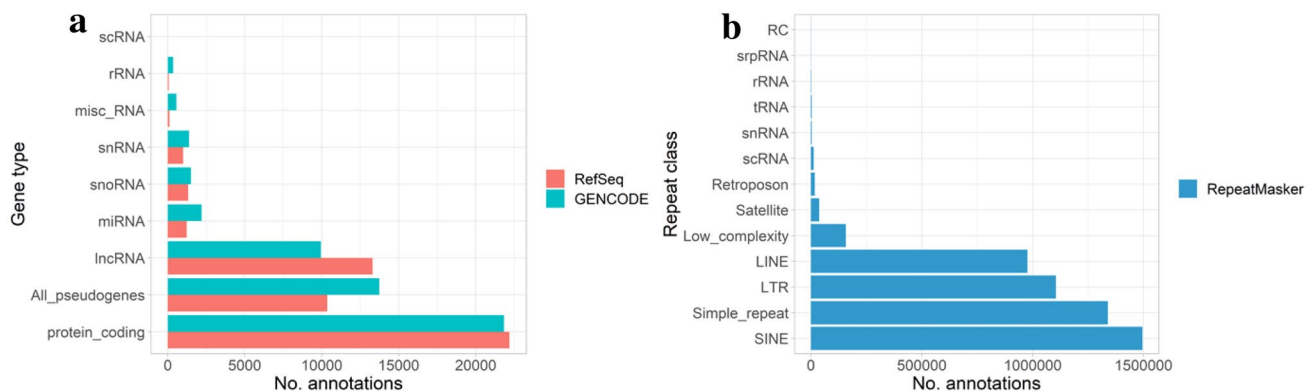 a
scRNA
rRNA
misc_RNA
snRNA
snoRNA
miRNA
lncRNA
All_pseudogenes
protein_coding
Gene type
0 10000 15000 20000
No. annotations
RefSeq
GENCODE
b
RC
srpRNA
rRNA
tRNA
snRNA
scRNA
Retroposon
Satellite
Low_complexity
LINE
LTR
Simple_repeat
SINE
Repeat class
0 500000 1000000 1500000
No. annotations
RepeatMasker